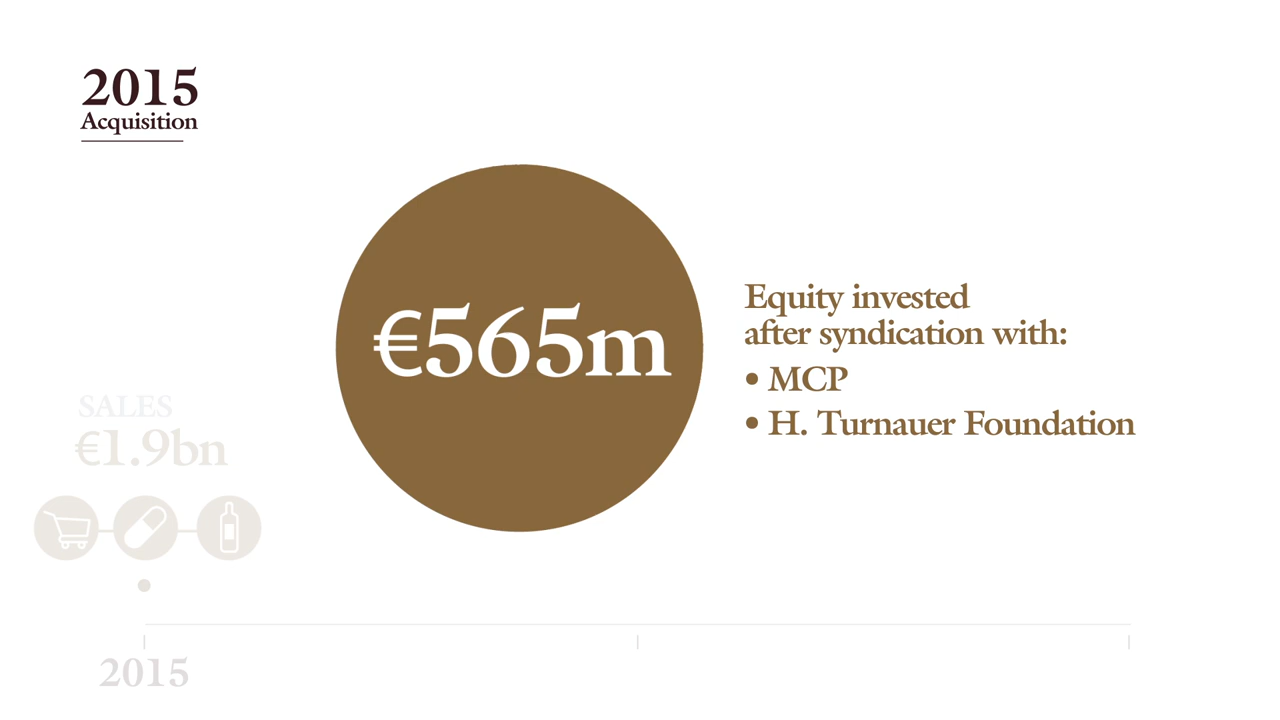 2015
Acquisition
€565m
Equity invested
after syndication with:
• MCP
• H. Turnauer Foundation
SALES
€1.9bn
2015